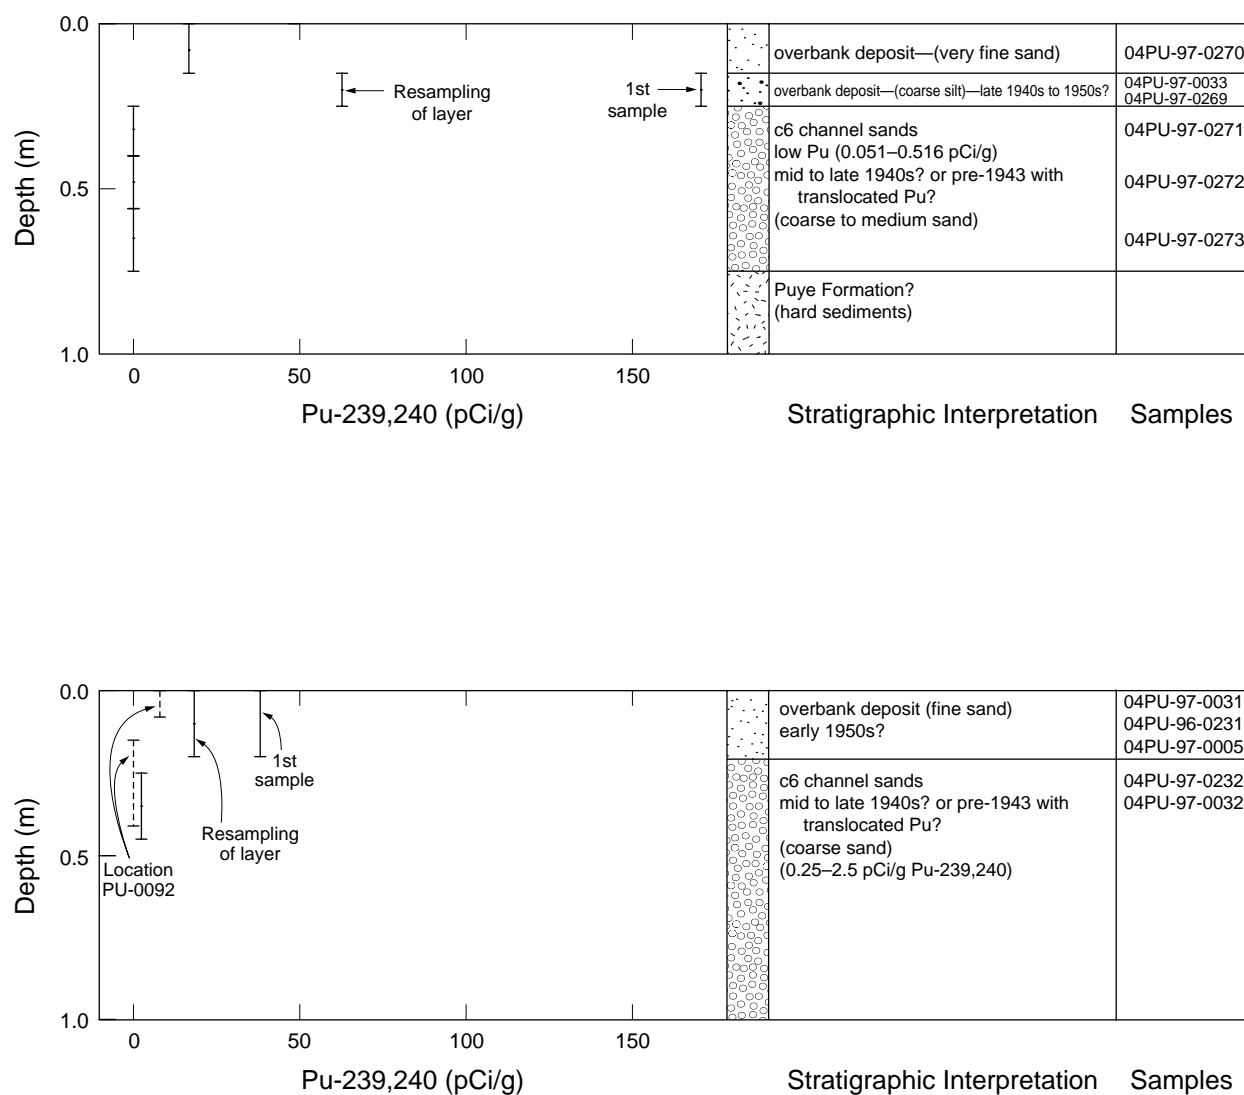 0.0
0.5
1.0
Depth (m)
0
50
100
150
Pu-239,240 (pCi/g)
Resampling
of layer
1st
sample
overbank deposit—(very fine sand)
04PU-97-0270
overbank deposit—(coarse silt)—late 1940s to 1950s?
04PU-97-0033
04PU-97-0269
c6 channel sands
low Pu (0.051–0.516 pCi/g)
mid to late 1940s? or pre-1943 with
translocated Pu?
(coarse to medium sand)
04PU-97-0271
04PU-97-0272
04PU-97-0273
Puye Formation?
(hard sediments)
Stratigraphic Interpretation
Samples
0.0
0.5
1.0
Depth (m)
0
50
100
150
Pu-239,240 (pCi/g)
1st
sample
Resampling
of layer
Location
PU-0092
overbank deposit (fine sand)
early 1950s?
04PU-97-0031
04PU-96-0231
04PU-97-0005
c6 channel sands
mid to late 1940s? or pre-1943 with
translocated Pu?
(coarse sand)
(0.25–2.5 pCi/g Pu-239,240)
04PU-97-0232
04PU-97-0032
Stratigraphic Interpretation
Samples